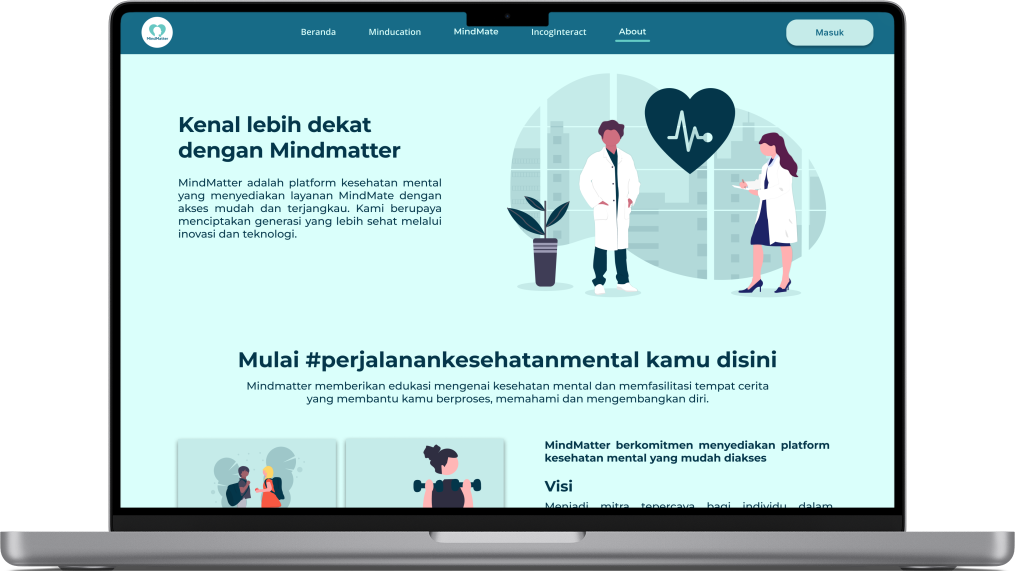 MindMatter
Beranda
Minducation
MindMate
IncogInteract
About
Masuk
Kenal lebih dekat
dengan Mindmatter
MindMatter adalah platform kesehatan mental
yang menyediakan layanan MindMate dengan
akses mudah dan terjangkau. Kami berupaya
menciptakan generasi yang lebih sehat melalui
inovasi dan teknologi.
Mulai #perjalanankesehatanmental kamu disini
Mindmatter memberikan edukasi mengenai kesehatan mental dan memfasilitasi tempat cerita
yang membantu kamu berproses, memahami dan mengembangkan diri.
MindMatter berkomitmen menyediakan platform
kesehatan mental yang mudah diakses
Visi
Menjadi mitra tepercaya bagi individu dalam